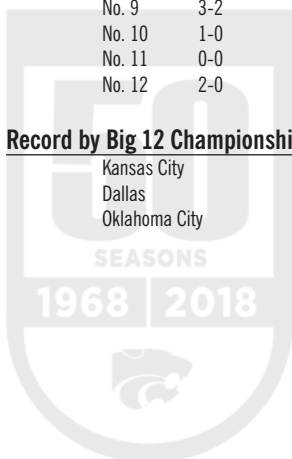 No. 9 3-2
No. 10 1-0
No. 11 0-0
No. 12 2-0
Record by Big 12 Championshi
Kansas City
Dallas
Oklahoma City
50
SEASONS
1968 2018